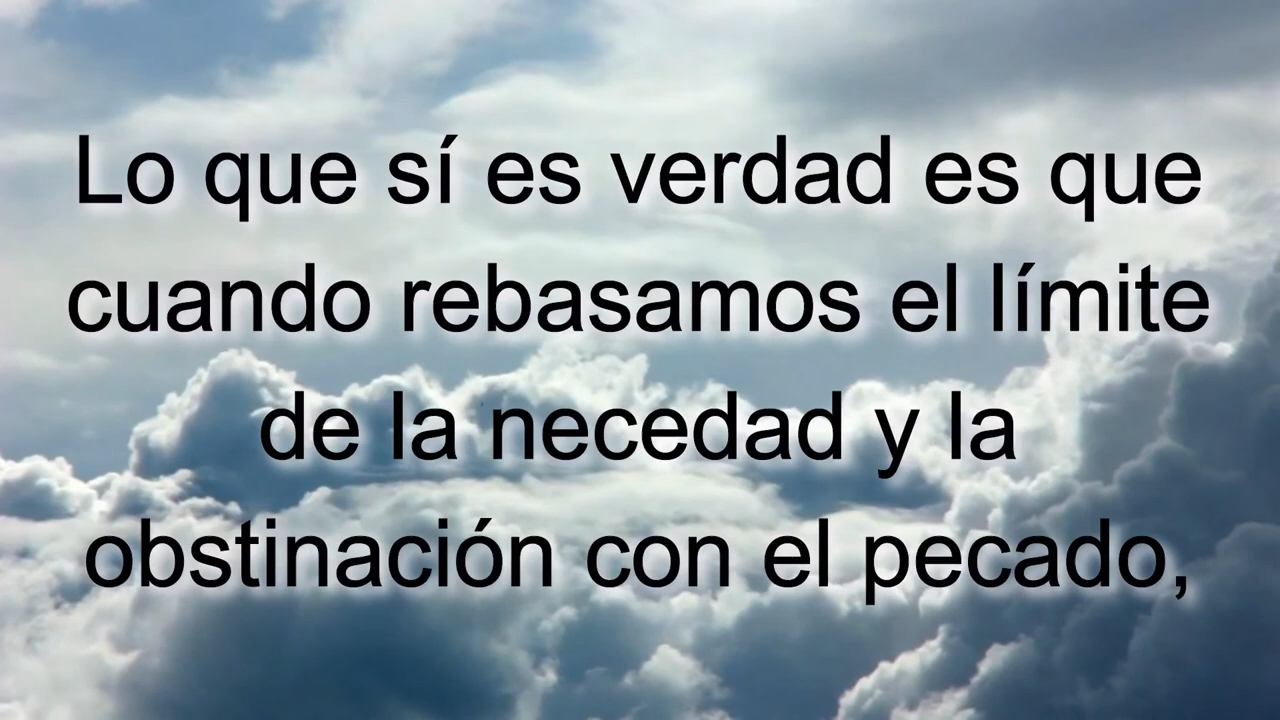 Lo que sí es verdad es que
cuando rebasamos el límite
de la necedad y la
obstinación con el pecado,